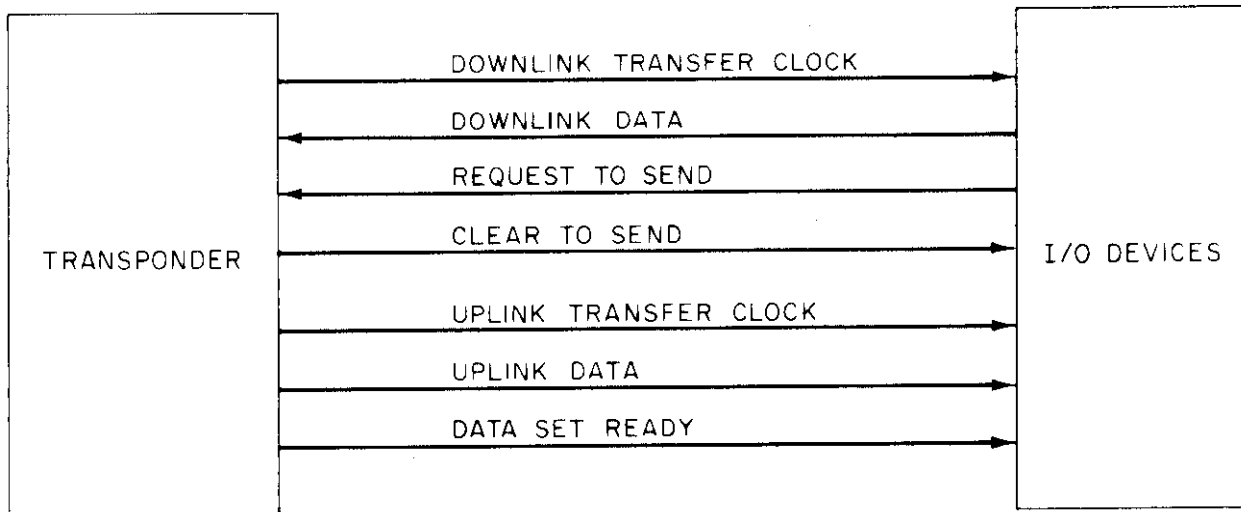 DOWNLINK TRANSFER CLOCK
DOWNLINK DATA
REQUEST TO SEND
CLEAR TO SEND
TRANSPONDER
I/O DEVICES
UPLINK TRANSFER CLOCK
UPLINK DATA
DATA SET READY